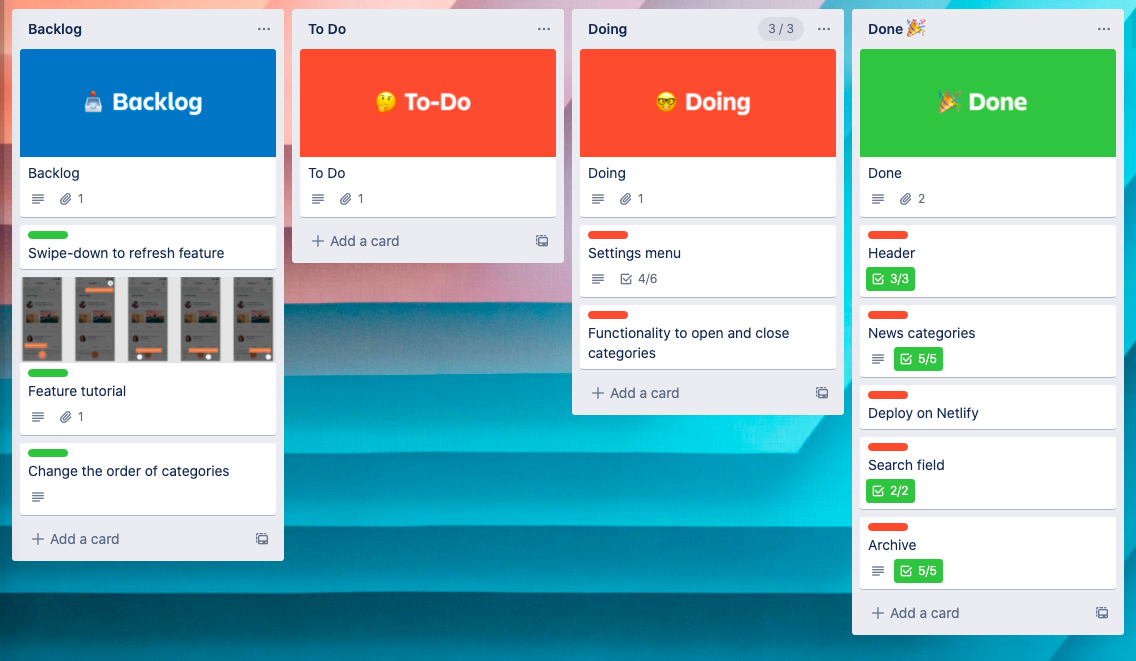 Backlog
Backlog
Backlog
1
Swipe-down to refresh feature
Feature tutorial
1
Change the order of categories
+ Add a card
To Do
To-Do
To Do
1
+ Add a card
Doing
3 / 3
Doing
Doing
1
Settings menu
4/6
Functionality to open and close
categories
+ Add a card
Done 🎉
Done
Done
2
Header
3/3
News categories
5/5
Deploy on Netlify
Search field
2/2
Archive
5/5
+ Add a card